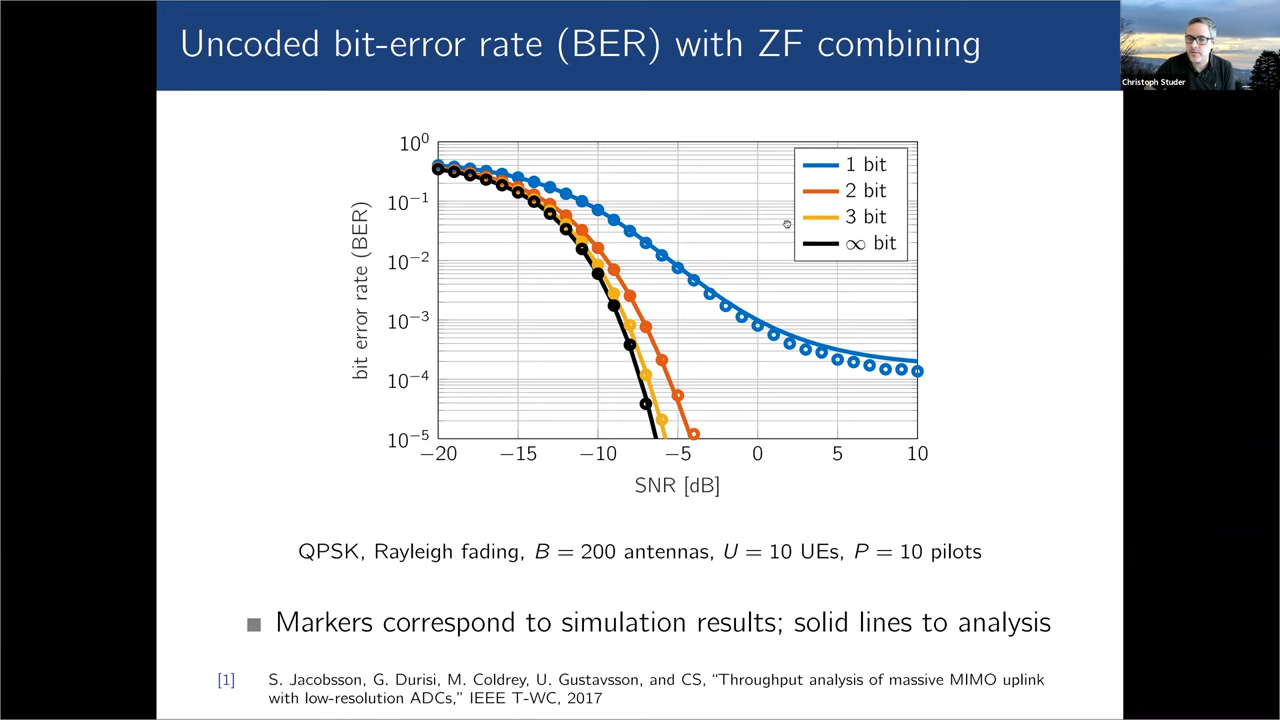 Uncoded bit-error rate (BER) with ZF combining
Christoph Studer
10⁰
10⁻¹
10⁻²
10⁻³
10⁻⁴
10⁻⁵
bit error rate (BER)
1 bit
2 bit
3 bit
∞ bit
−20 −15 −10 −5 0 5 10
SNR [dB]
QPSK, Rayleigh fading, B = 200 antennas, U = 10 UEs, P = 10 pilots
Markers correspond to simulation results; solid lines to analysis
[1] S. Jacobsson, G. Durisi, M. Coldrey, U. Gustavsson, and CS, “Throughput analysis of massive MIMO uplink
with low-resolution ADCs,” IEEE T-WC, 2017